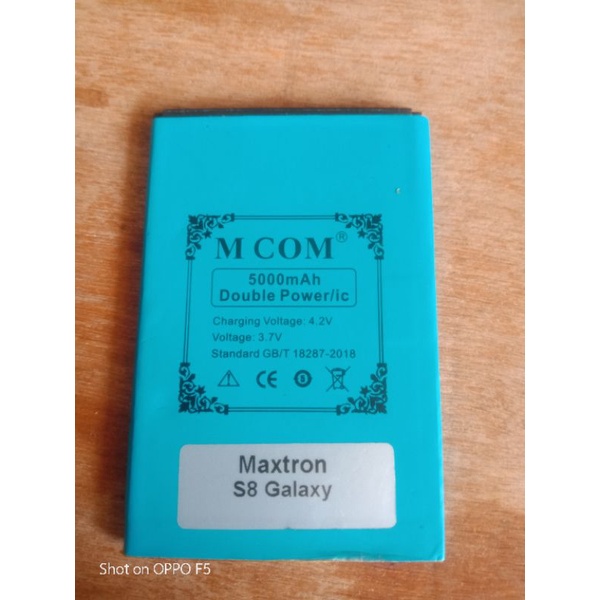 M COM®
5000mAh
Double Power/ic
Charging Voltage: 4.2V
Voltage: 3.7V
Standard GB/T 18287-2018
CE
Maxtron
S8 Galaxy
Shot on OPPO F5